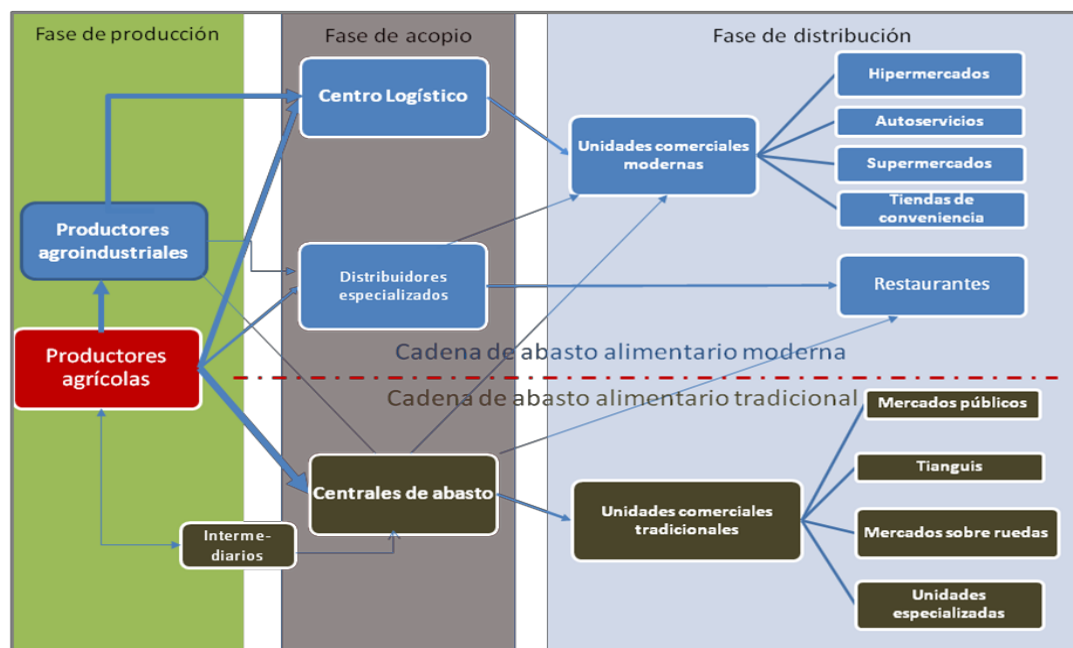 Fase de producción
Fase de acopio
Fase de distribución
Centro Logístico
Hipermercados
Autoservicios
Unidades comerciales
modernas
Supermercados
Tiendas de
conveniencia
Productores
agroindustriales
Distribuidores
especializados
Restaurantes
Productores
agrícolas
Cadena de abasto alimentario moderna
Cadena de abasto alimentario tradicional
Mercados públicos
Tianguis
Centrales de abasto
Unidades comerciales
tradicionales
Mercados sobre ruedas
Interme-
diarios
Unidades
especializadas